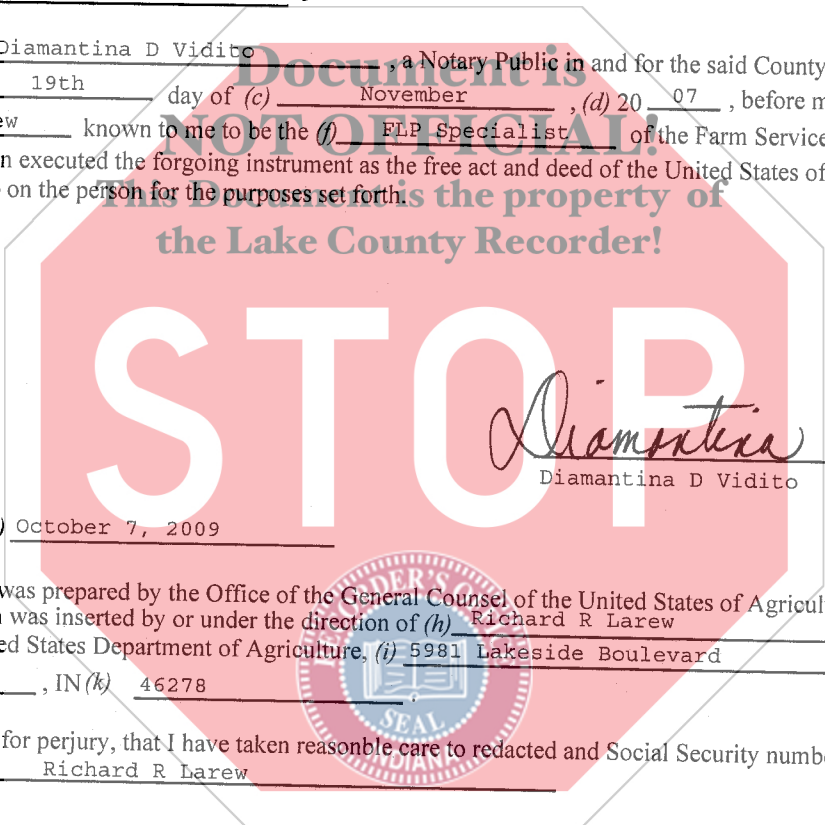 Diamantina D Vidito , a Notary Public in and for the said County
19th day of (c) November , (d) 20 07 , before m
ew known to me to be the (f) FLP Specialist of the Farm Service
n executed the forgoing instrument as the free act and deed of the United States of
on the person for the purposes set forth.
Document is
NOT OFFICIAL!
This Document is the property of
the Lake County Recorder!
STOP
Diamantina
Diamantina D Vidito
) October 7, 2009
was prepared by the Office of the General Counsel of the United States of Agricul
n was inserted by or under the direction of (h) Richard R Larew
ed States Department of Agriculture, (i) 5981 Lakeside Boulevard
, IN (k) 46278 .
RECORDER'S
SEAL
INDIANA
for perjury, that I have taken reasonble care to redacted and Social Security numb
Richard R Larew